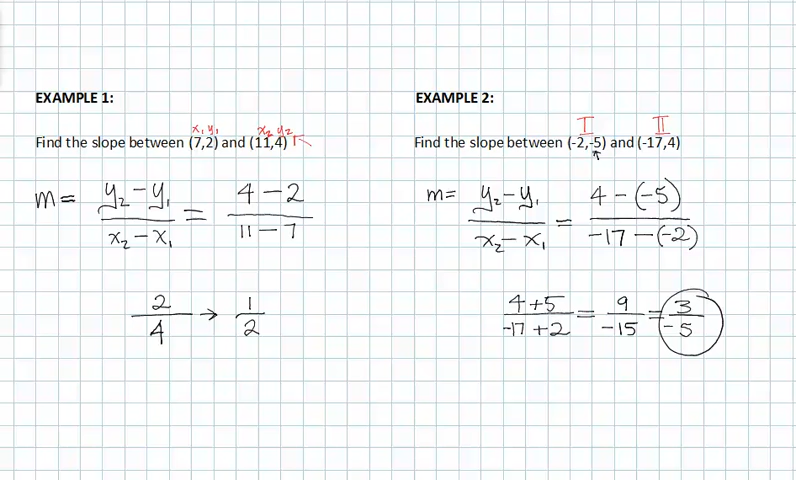 EXAMPLE 1:
x₁ y₁ x₂ y₂
Find the slope between (7,2) and (11,4)
m = y₂ − y₁ / x₂ − x₁ = 4 − 2 / 11 − 7
2/4 → 1/2
EXAMPLE 2:
I II
Find the slope between (-2,-5) and (-17,4)
m = y₂ − y₁ / x₂ − x₁ = 4 − (−5) / −17 − (−2)
4 + 5 / −17 + 2 = 9 / −15 = 3 / −5